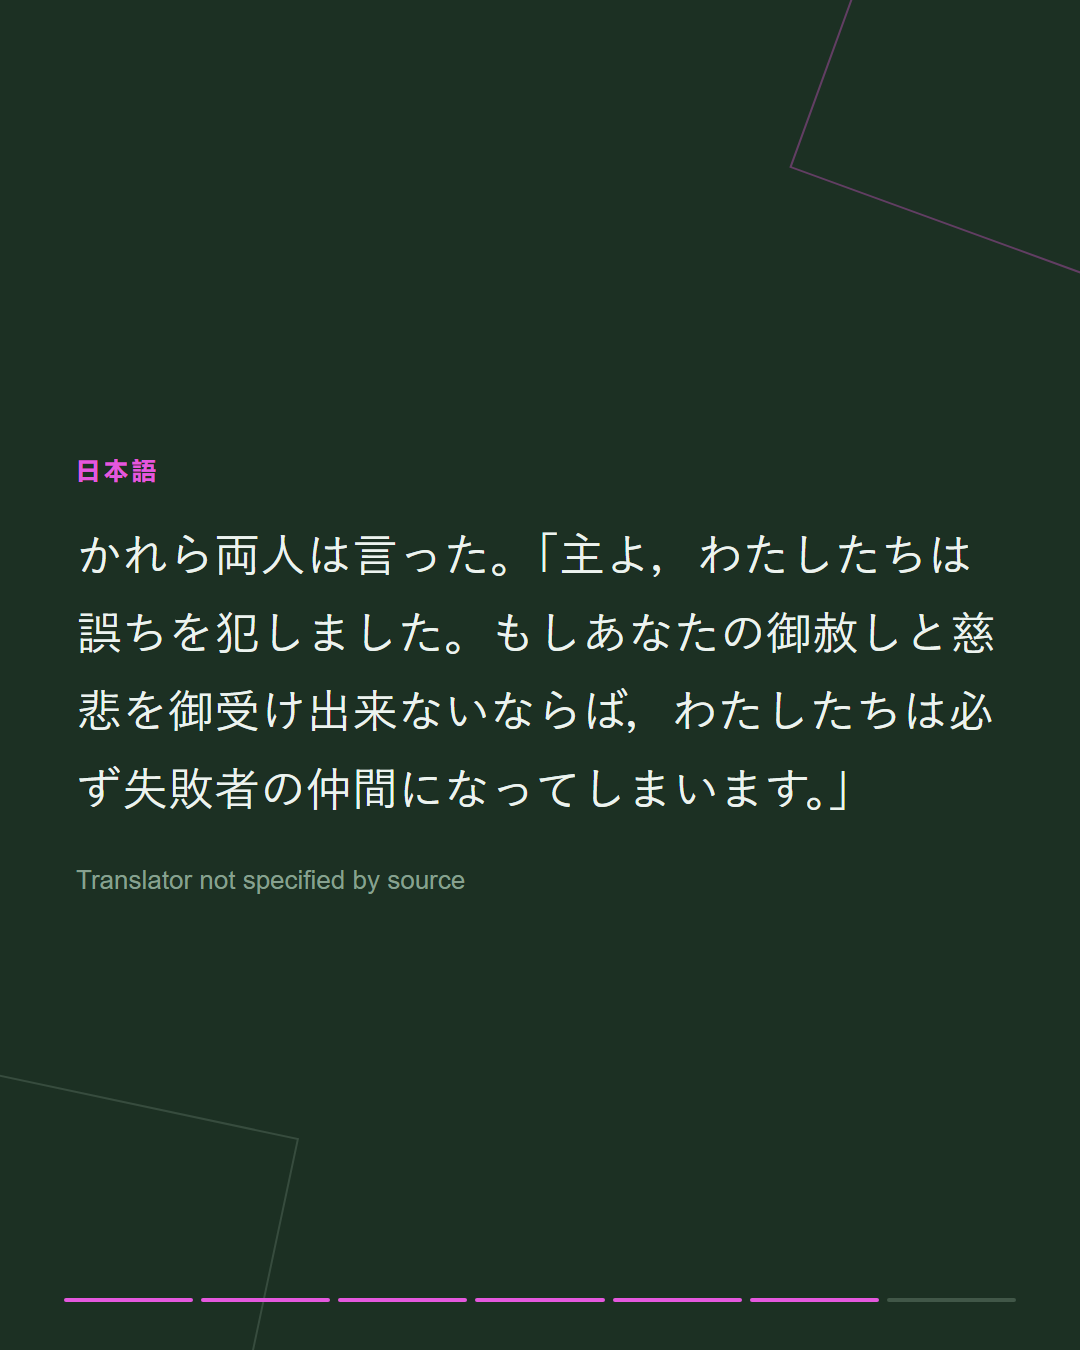 日本語
かれら両人は言った。「主よ, わたしたちは
誤ちを犯しました。もしあなたの御赦しと慈
悲を御受け出来ないならば, わたしたちは必
ず失敗者の仲間になってしまいます。」
Translator not specified by source